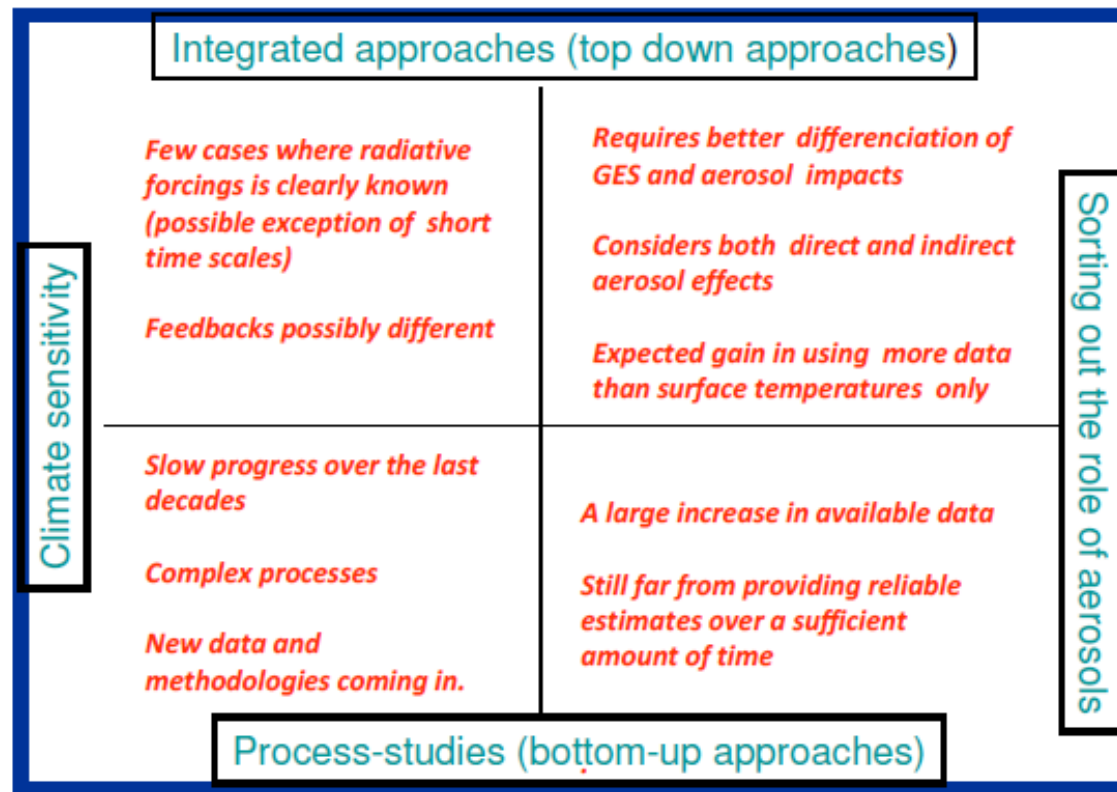 Integrated approaches (top down approaches)
Few cases where radiative
forcings is clearly known
(possible exception of short
time scales)
Feedbacks possibly different
Requires better differenciation of
GES and aerosol impacts
Considers both direct and indirect
aerosol effects
Expected gain in using more data
than surface temperatures only
Climate sensitivity
Sorting out the role of aerosols
Slow progress over the last
decades
Complex processes
New data and
methodologies coming in.
A large increase in available data
Still far from providing reliable
estimates over a sufficient
amount of time
Process-studies (bottom-up approaches)